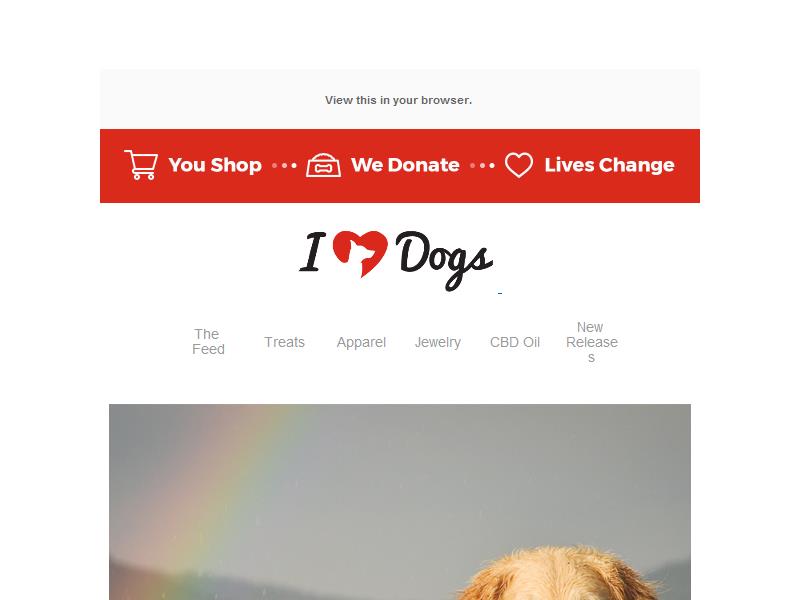 View this in your browser.
You Shop We Donate Lives Change
I Dogs
The Feed Treats Apparel Jewelry CBD Oil New Releases